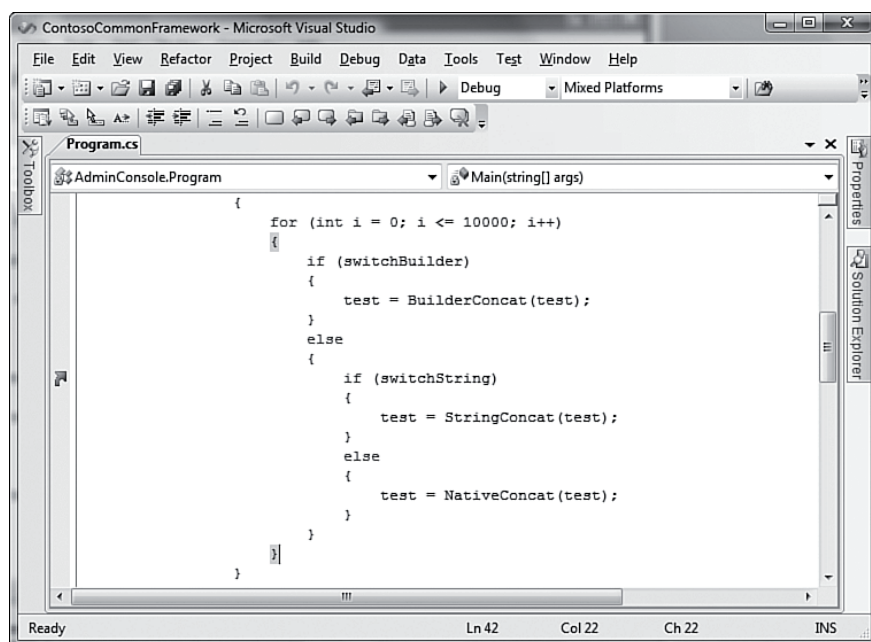 ContosoCommonFramework - Microsoft Visual Studio
File Edit View Refactor Project Build Debug Data Tools Test Window Help
Debug Mixed Platforms
Toolbox
Program.cs
AdminConsole.Program Main(string[] args)
{
for (int i = 0; i <= 10000; i++)
{
if (switchBuilder)
{
test = BuilderConcat(test);
}
else
{
if (switchString)
{
test = StringConcat(test);
}
else
{
test = NativeConcat(test);
}
}
}
}
Properties
Solution Explorer
Ready Ln 42 Col 22 Ch 22 INS